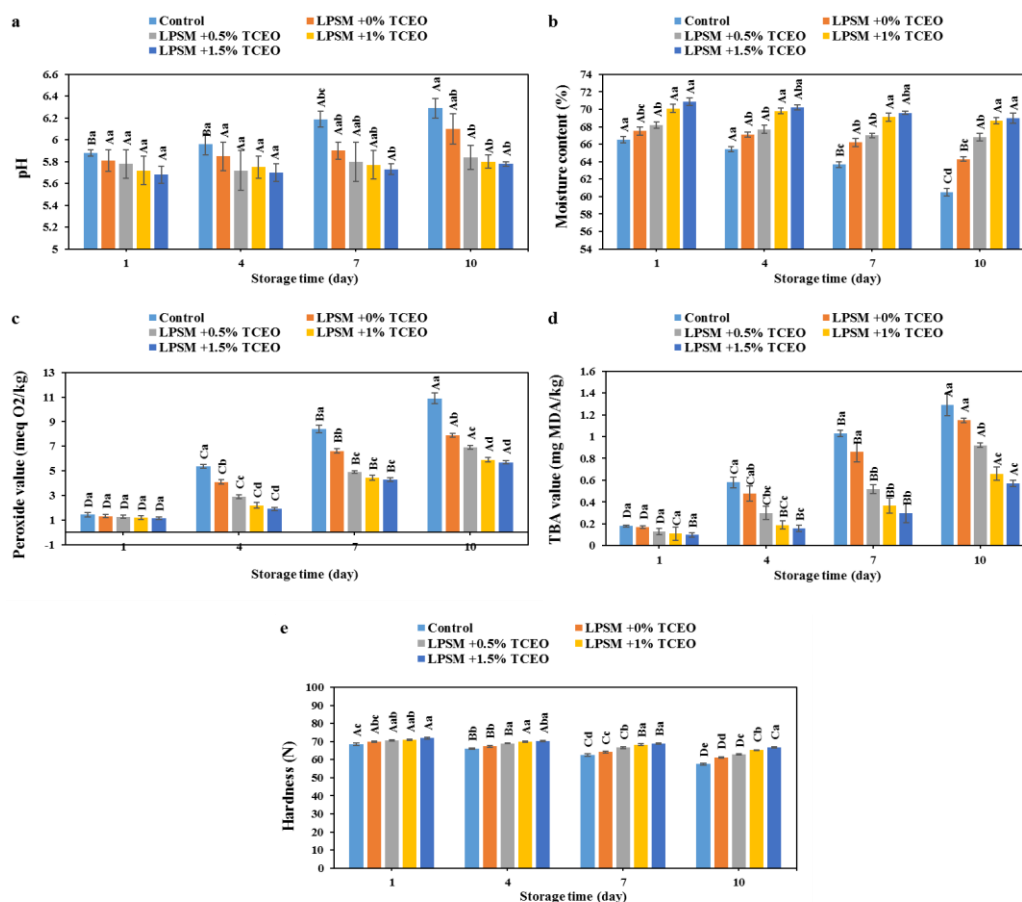 a
Control
LPSM +0% TCEO
LPSM +0.5% TCEO
LPSM +1% TCEO
LPSM +1.5% TCEO
pH
6.6
6.4
6.2
6
5.8
5.6
5.4
5.2
5
Ba Aa Aa Aa Aa
Ba Aa Aa Aa Aa
Abc Aab Aab Aab Ab
Aa Aab Ab Ab Ab
1 4 7 10
Storage time (day)
b
Control
LPSM +0% TCEO
LPSM +0.5% TCEO
LPSM +1% TCEO
LPSM +1.5% TCEO
Moisture content (%)
74
72
70
68
66
64
62
60
58
56
54
Aa Abc Ab Aa Aa
Aa Ab Ab Aa Aba
Bc Ab Ab Aa Aba
Cd Bc Ab Aa Aa
1 4 7 10
Storage time (day)
c
Control
LPSM +0% TCEO
LPSM +0.5% TCEO
LPSM +1% TCEO
LPSM +1.5% TCEO
Peroxide value (meq O2/kg)
13
11
9
7
5
3
1
-1
Da Da Da Da Da
Ca Cb Cc Cd Cd
Ba Bb Bc Bc Bc
Aa Ab Ac Ad Ad
1 4 7 10
Storage time (day)
d
Control
LPSM +0% TCEO
LPSM +0.5% TCEO
LPSM +1% TCEO
LPSM +1.5% TCEO
TBA value (mg MDA/kg)
1.6
1.4
1.2
1
0.8
0.6
0.4
0.2
0
Da Da Da Ca Ba
Ca Cab Cbc BCc Bc
Ba Ba Bb Bb Bb
Aa Aa Ab Ac Ac
1 4 7 10
Storage time (day)
e
Control
LPSM +0% TCEO
LPSM +0.5% TCEO
LPSM +1% TCEO
LPSM +1.5% TCEO
Hardness (N)
100
90
80
70
60
50
40
30
20
10
0
Ac Abc Aab Aab Aa
Bb Bb Ba Aa Aba
Cd Cc Cb Ba Ba
De Dd Dc Cb Ca
1 4 7 10
Storage time (day)